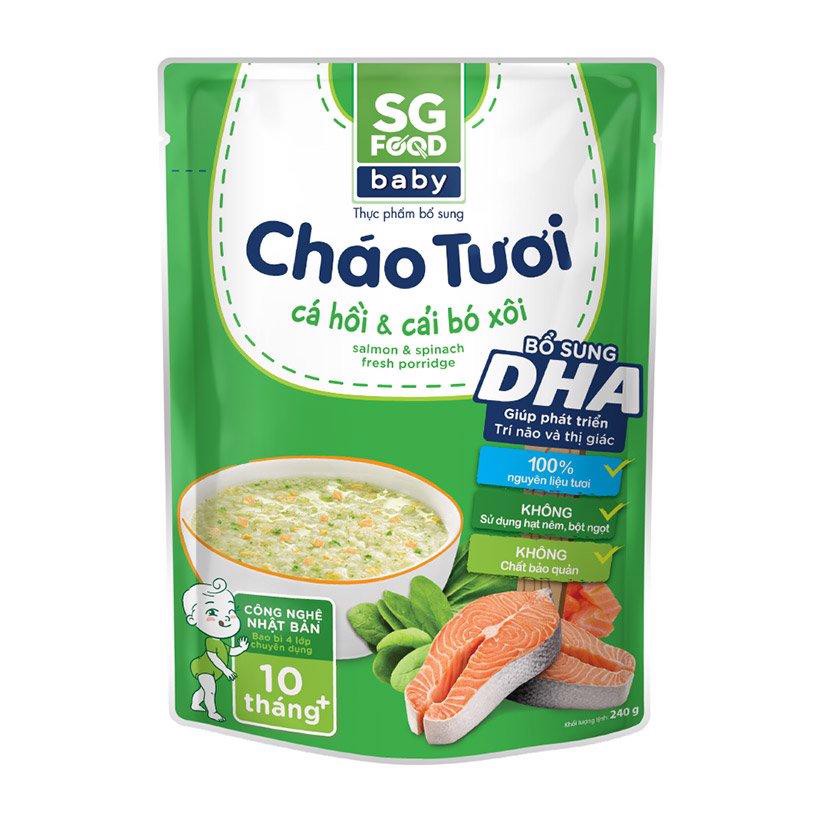 SG
FOOD
baby
Thực phẩm bổ sung
Cháo Tươi
cá hồi & cải bó xôi
salmon & spinach
fresh porridge
BỔ SUNG
DHA
Giúp phát triển
Trí não và thị giác
100%
nguyên liệu tươi
KHÔNG
Sử dụng hạt nêm, bột ngọt
KHÔNG
Chất bảo quản
CÔNG NGHỆ
NHẬT BẢN
Bao bì 4 lớp
chuyên dụng
10
tháng+
Khối lượng tịnh: 240 g